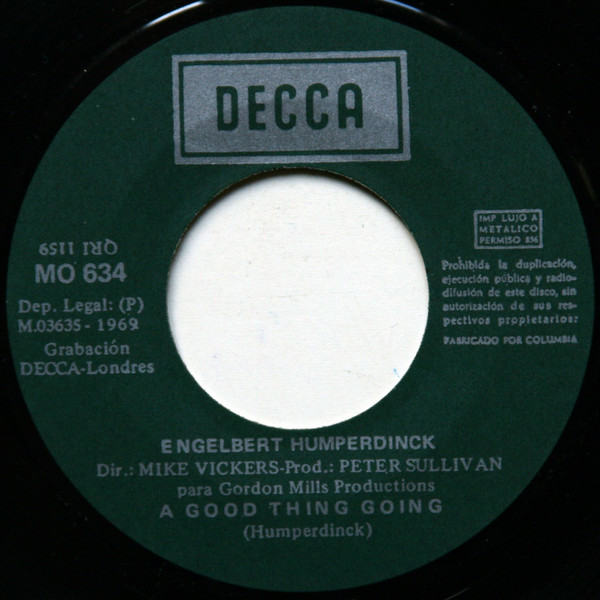 DECCA
QRI 1159
MO 634
Dep. Legal: (P)
M.03635-1969
Grabación
DECCA-Londres
IMP LUJO A
METALICO
PERMISO 856
Prohibida la duplicación,
ejecución pública y radio-
difusión de este disco, sin
autorización de sus res-
pectivos propietarios:
FABRICADO POR COLUMBIA
ENGELBERT HUMPERDINCK
Dir.: MIKE VICKERS-Prod.: PETER SULLIVAN
para Gordon Mills Productions
A GOOD THING GOING
(Humperdinck)